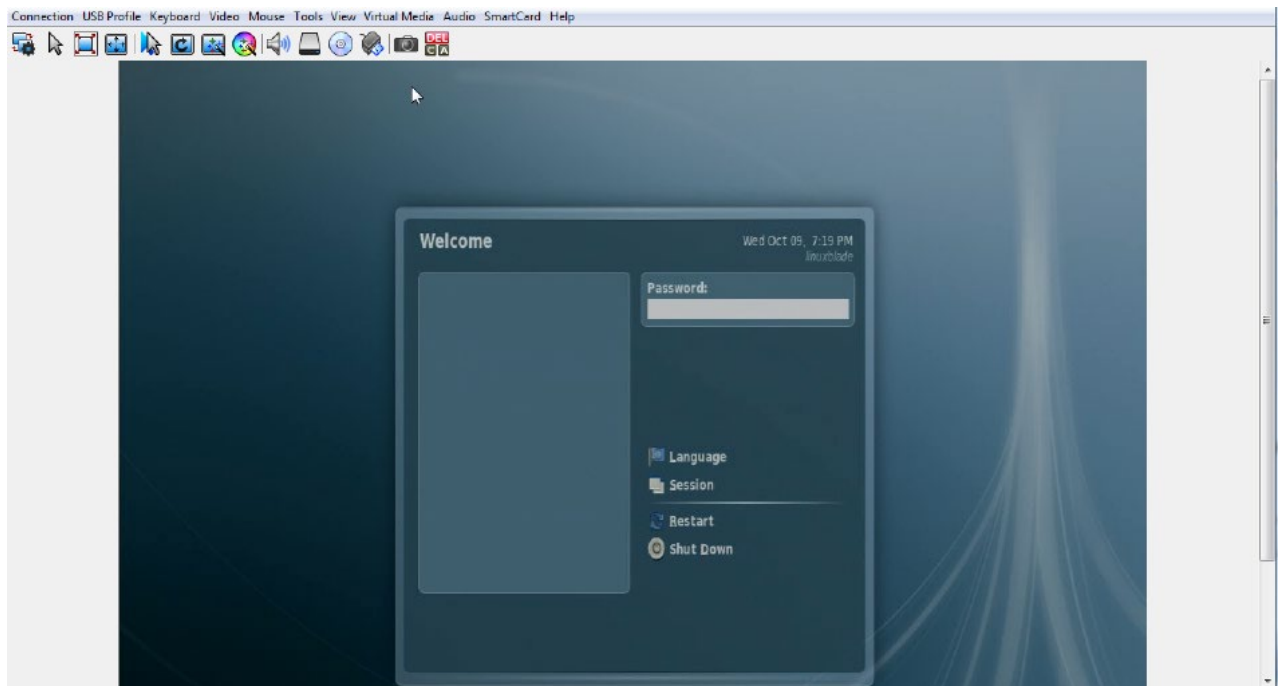 Connection USB Profile Keyboard Video Mouse Tools View Virtual Media Audio SmartCard Help
DEL
C A
Welcome
Wed Oct 09, 7:19 PM
linuxblade
Password:
Language
Session
Restart
Shut Down